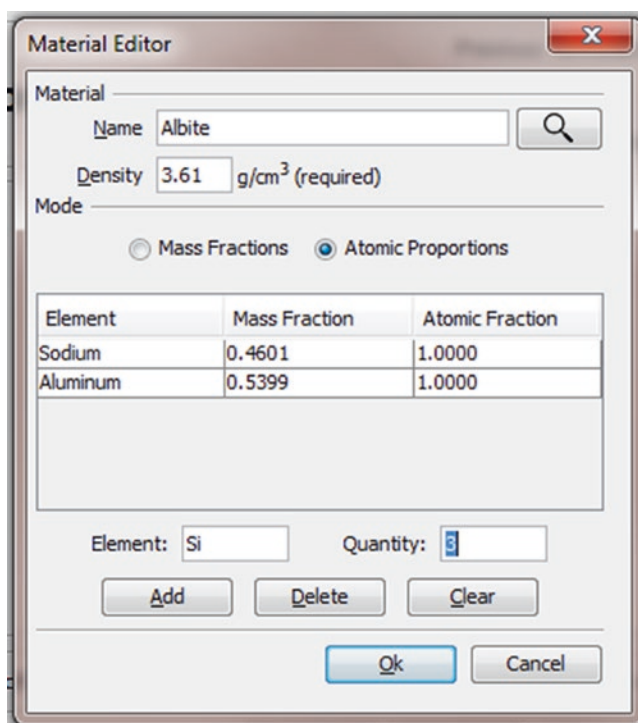 Material Editor
Material
Name Albite
Density 3.61 g/cm³ (required)
Mode
Mass Fractions Atomic Proportions
Element Mass Fraction Atomic Fraction
Sodium 0.4601 1.0000
Aluminum 0.5399 1.0000
Element: Si Quantity: 3
Add Delete Clear
Ok Cancel